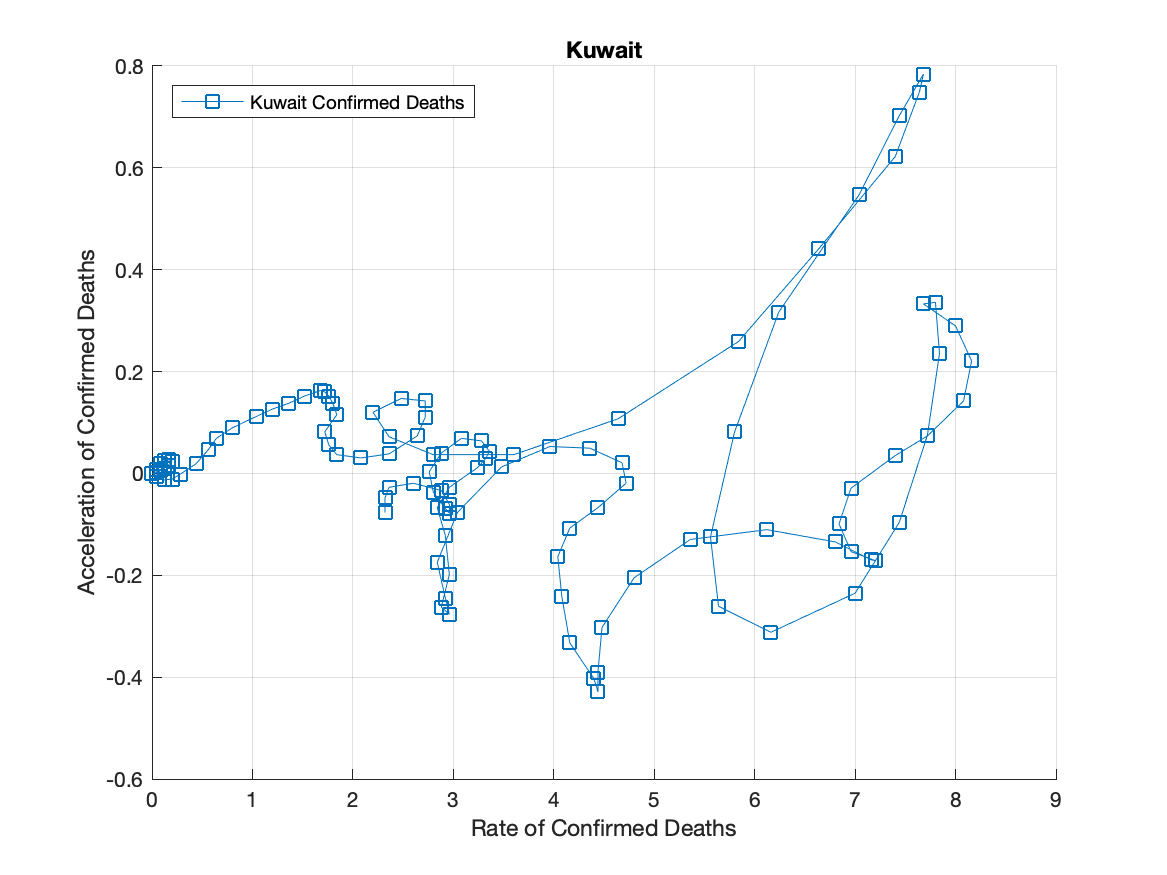 Kuwait
Kuwait Confirmed Deaths
Acceleration of Confirmed Deaths
0.8
0.6
0.4
0.2
0
-0.2
-0.4
-0.6
0 1 2 3 4 5 6 7 8 9
Rate of Confirmed Deaths